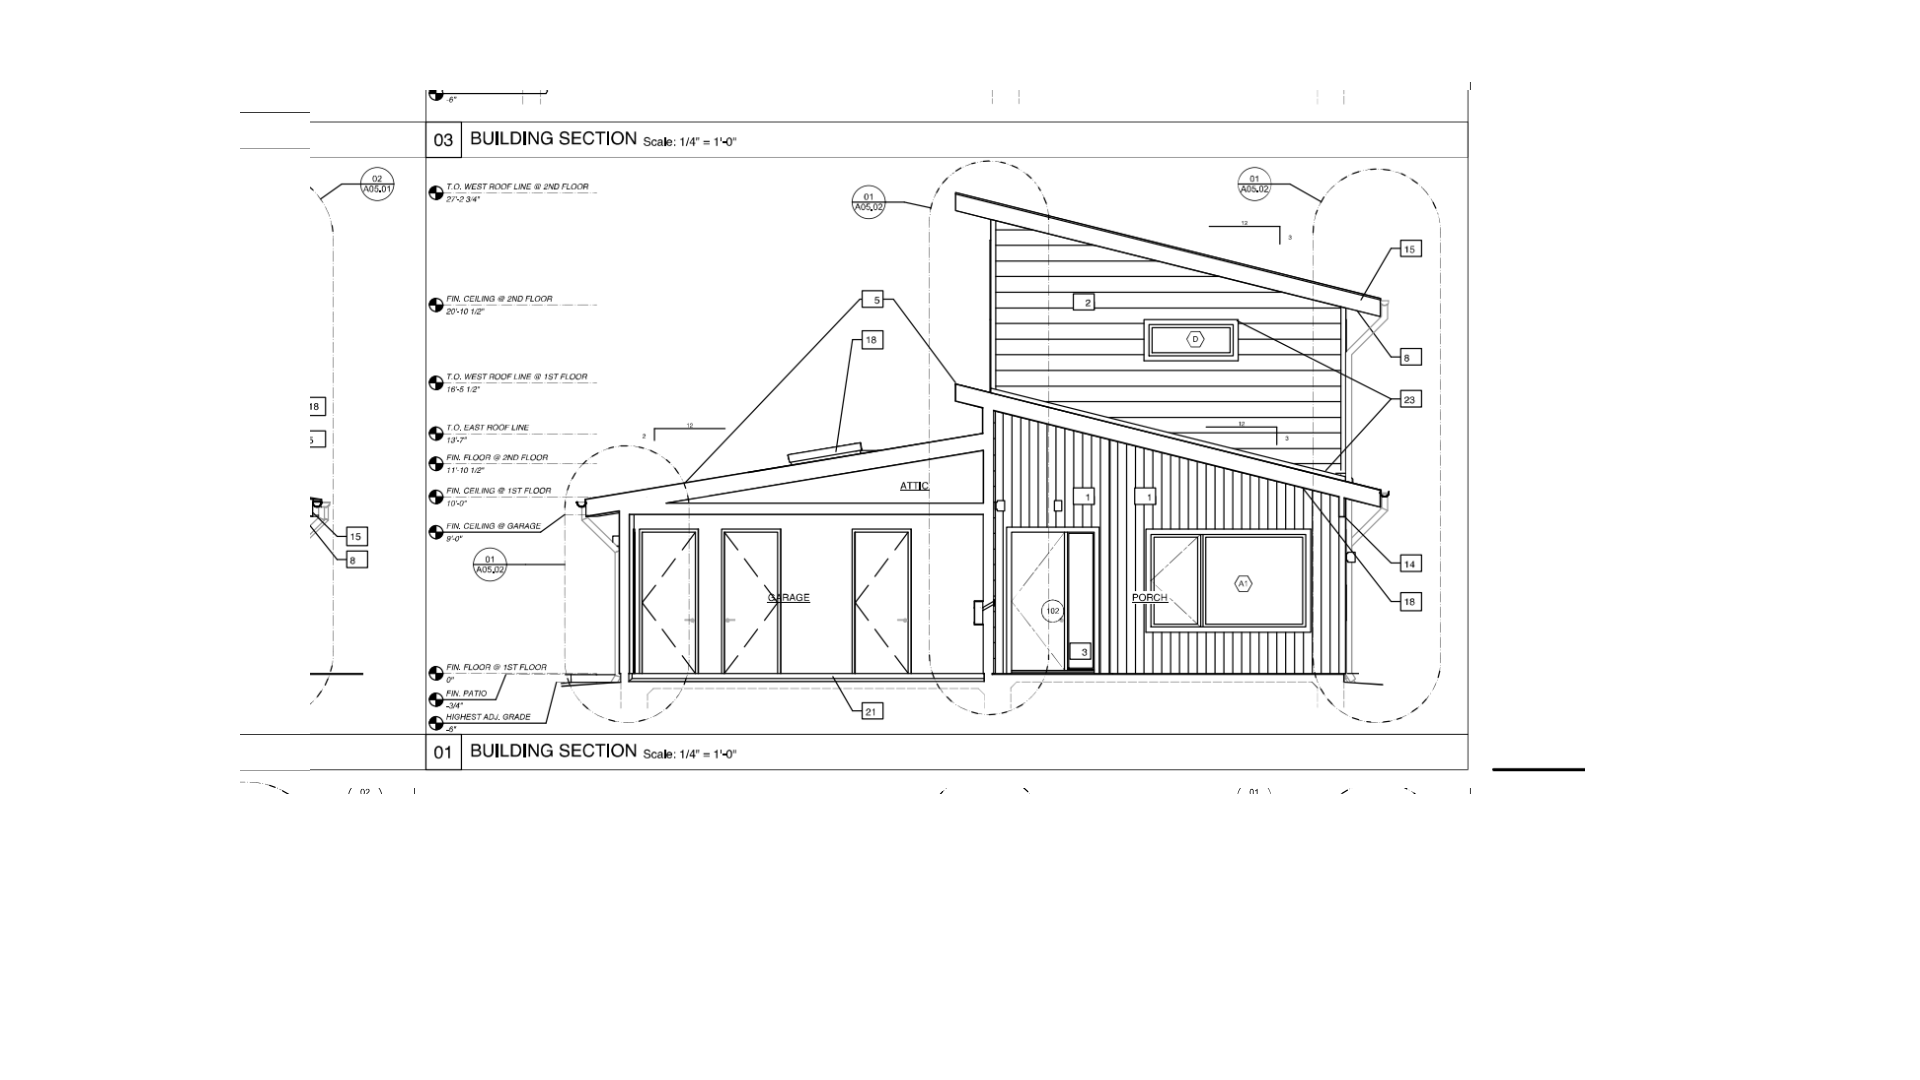 -6"
03 BUILDING SECTION Scale: 1/4" = 1'-0"
02
A05.01
T.O. WEST ROOF LINE @ 2ND FLOOR
27'-2 3/4"
01
A05.02
01
A05.02
12
3
15
FIN. CEILING @ 2ND FLOOR
20'-10 1/2"
5
2
18
D
8
T.O. WEST ROOF LINE @ 1ST FLOOR
16'-5 1/2"
23
18
5
T.O. EAST ROOF LINE
13'-7"
3
12
12
3
FIN. FLOOR @ 2ND FLOOR
11'-10 1/2"
ATTIC
FIN. CEILING @ 1ST FLOOR
10'-0"
1
1
FIN. CEILING @ GARAGE
9'-0"
15
8
01
A05.02
14
A1
GARAGE
PORCH
18
102
3
FIN. FLOOR @ 1ST FLOOR
0"
FIN. PATIO
-3/4"
21
HIGHEST ADJ. GRADE
-6"
01 BUILDING SECTION Scale: 1/4" = 1'-0"
02
01